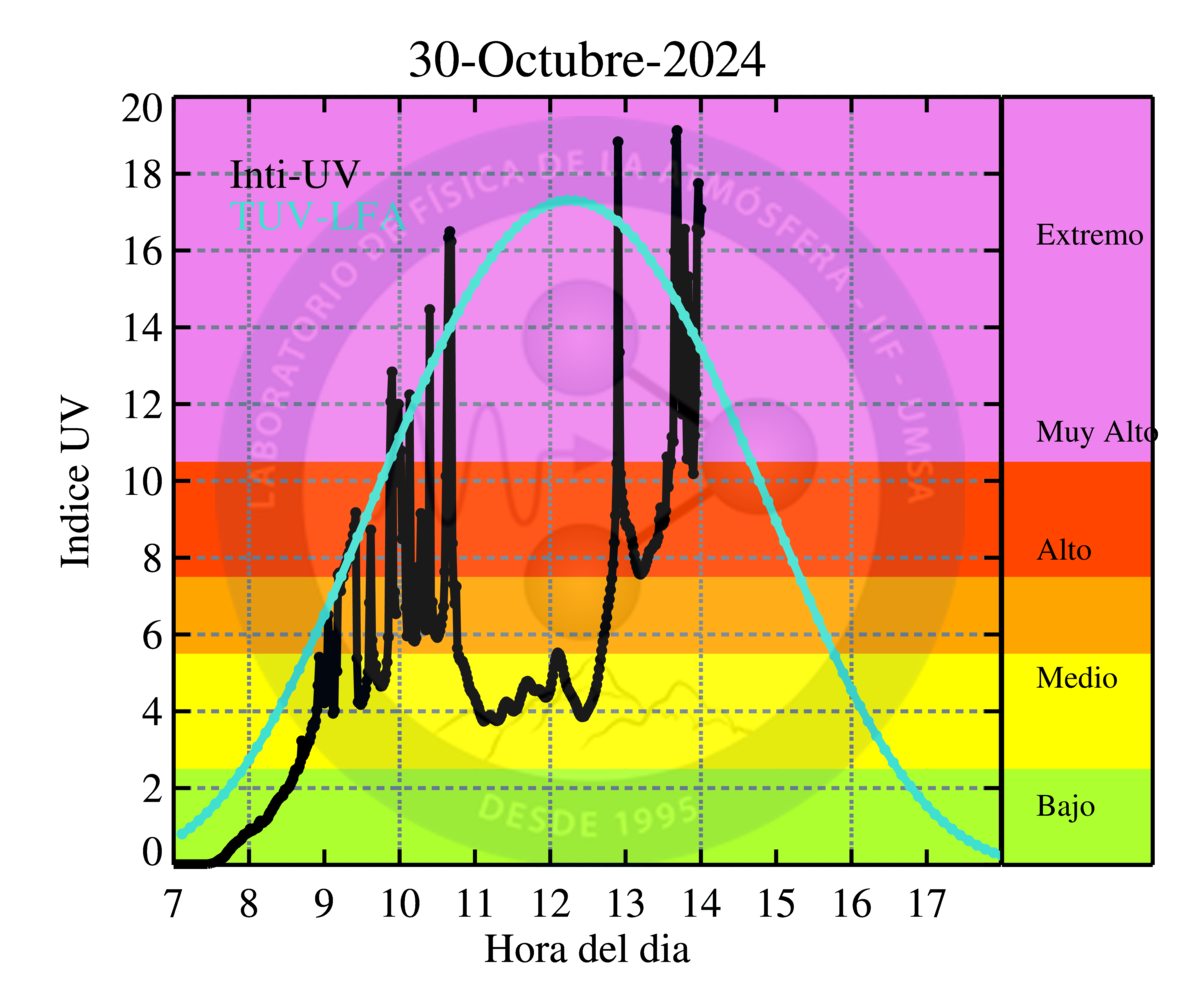 30-Octubre-2024
20
18
16
14
12
10
8
6
4
2
0
Indice UV
Inti-UV
TUV-LFA
LABORATORIO DE FÍSICA DE LA ATMÓSFERA - IIF - UMSA
DESDE 1995
Extremo
Muy Alto
Alto
Medio
Bajo
7 8 9 10 11 12 13 14 15 16 17
Hora del dia